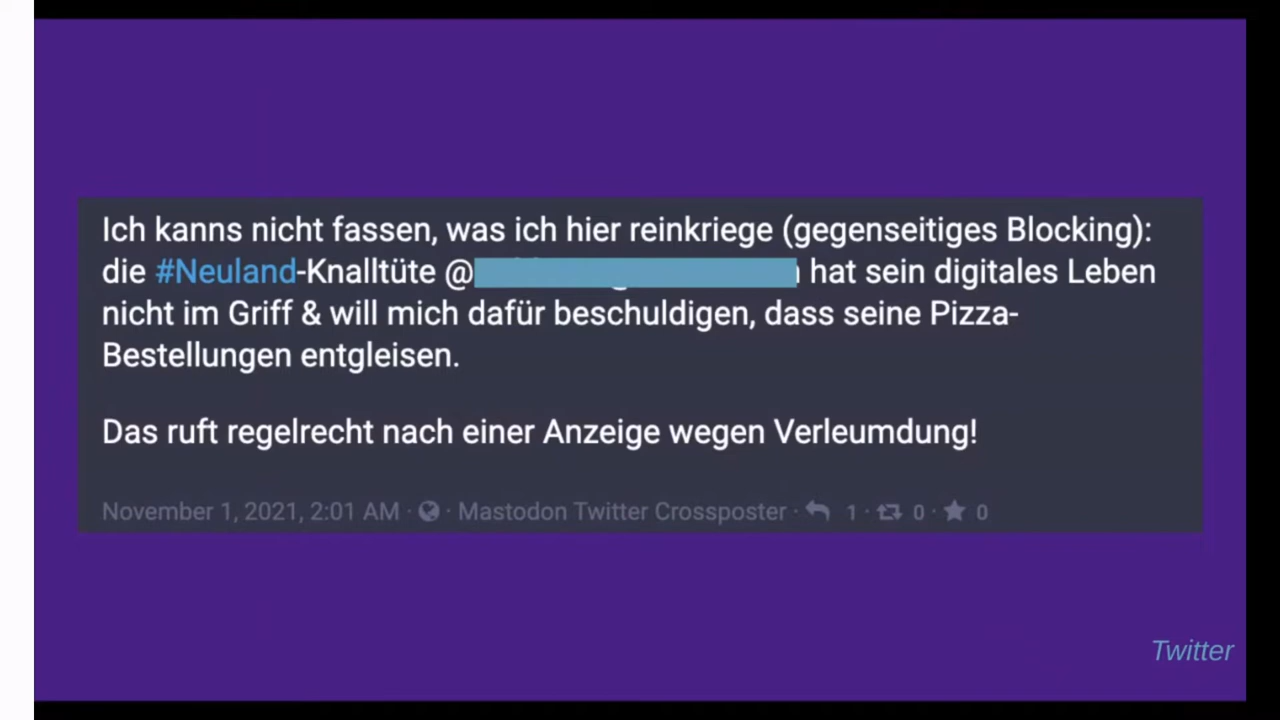 Ich kanns nicht fassen, was ich hier reinkriege (gegenseitiges Blocking):
die #Neuland-Knalltüte @ hat sein digitales Leben
nicht im Griff & will mich dafür beschuldigen, dass seine Pizza-
Bestellungen entgleisen.
Das ruft regelrecht nach einer Anzeige wegen Verleumdung!
November 1, 2021, 2:01 AM · · Mastodon Twitter Crossposter · 1 · 0 · 0
Twitter